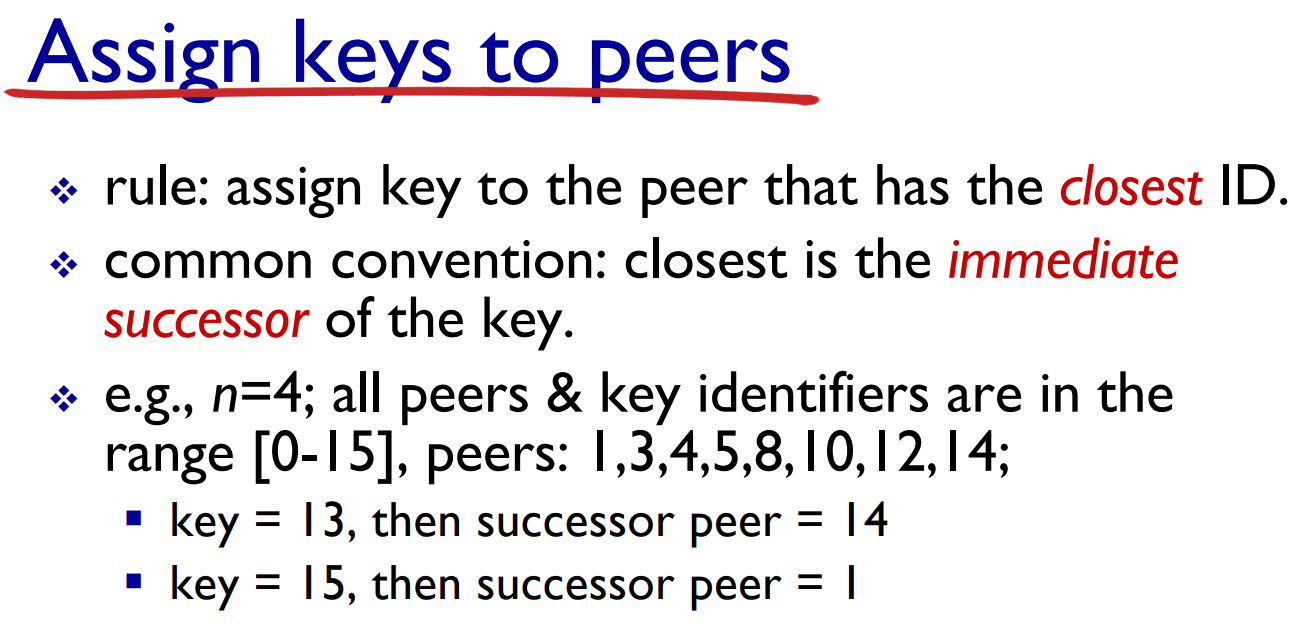 Assign keys to peers
❖ rule: assign key to the peer that has the closest ID.
❖ common convention: closest is the immediate
successor of the key.
❖ e.g., n=4; all peers & key identifiers are in the
range [0-15], peers: 1,3,4,5,8,10,12,14;
▪ key = 13, then successor peer = 14
▪ key = 15, then successor peer = 1